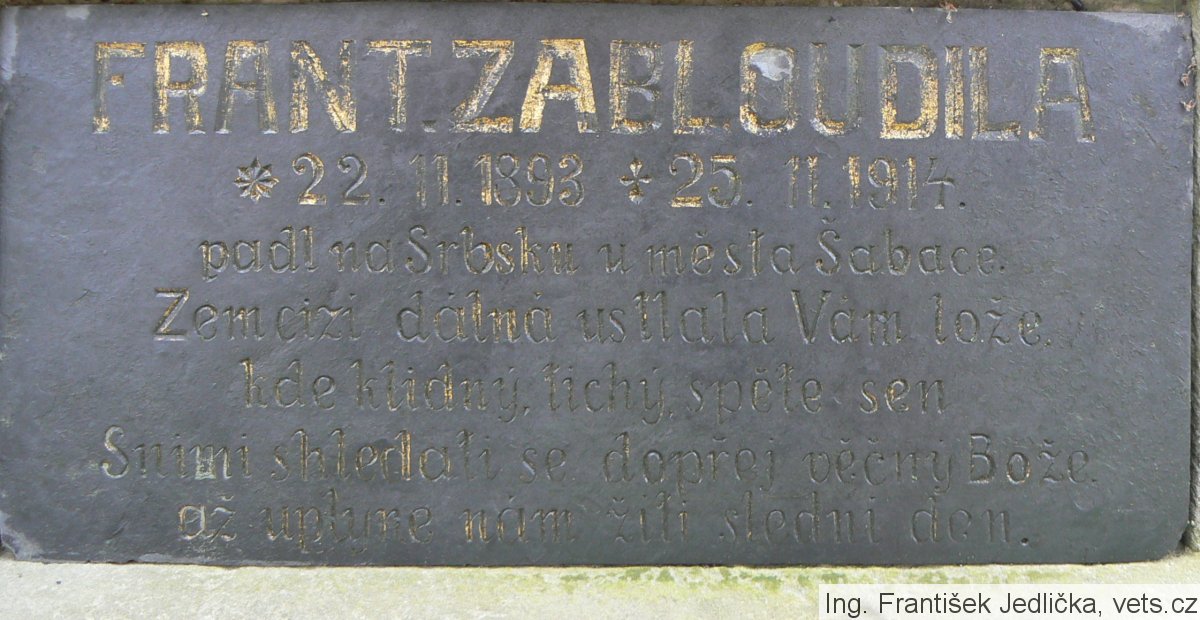 FRANT. ZABLOUDILA
* 22. 11. 1893 + 25. 11. 1914.
padl na Srbsku u města Šabace.
Zem cizí dálná ustlala Vám lože,
kde klidný, tichý, spěte sen
S nimi shledati se dopřej věčný Bože,
až uplyne nám žití slední den.
Ing. František Jedlička, vets.cz